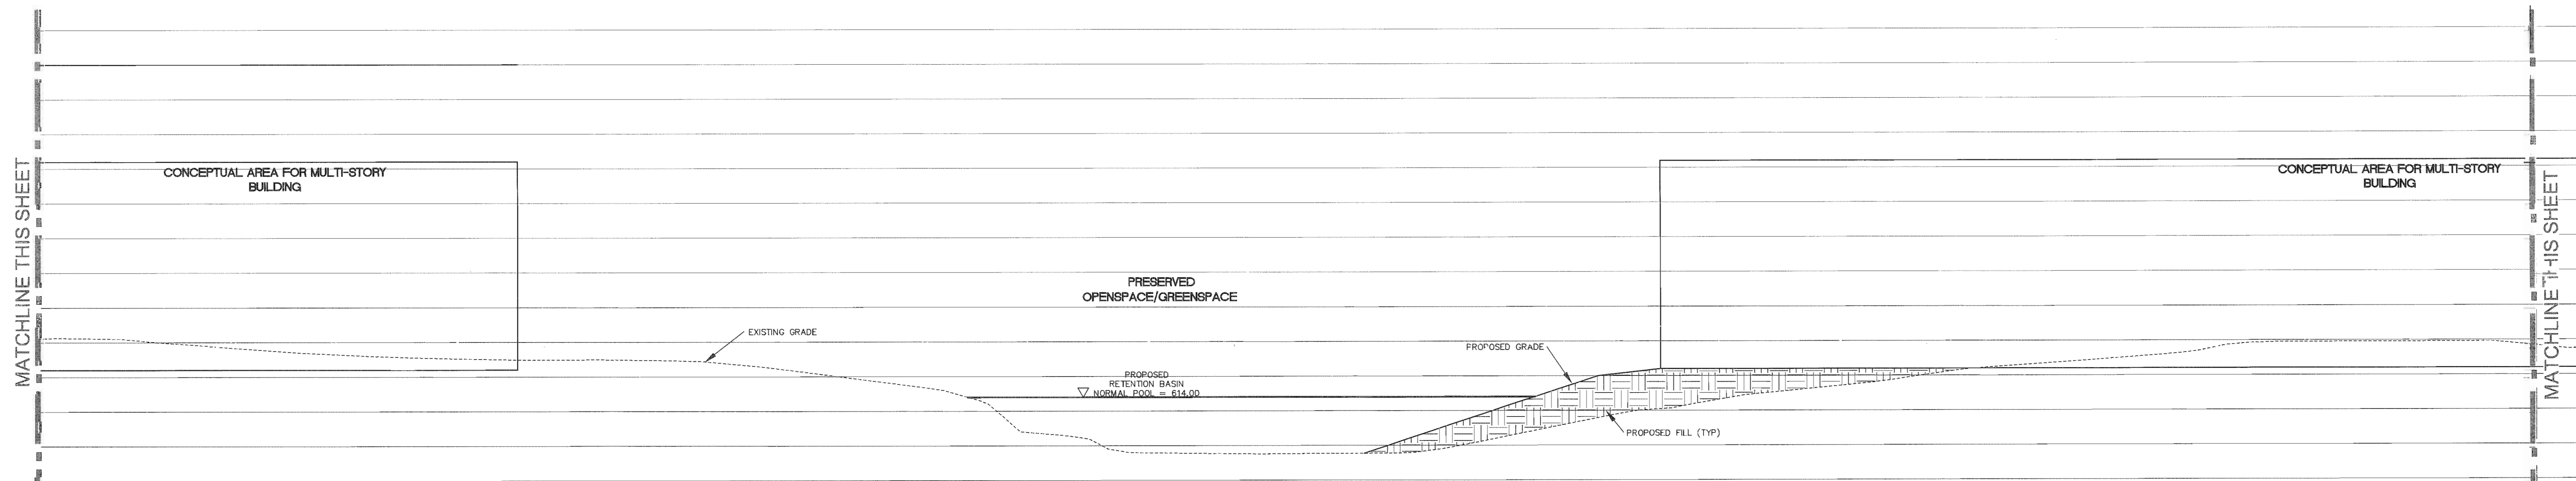 MATCHLINE THIS SHEET
CONCEPTUAL AREA FOR MULTI-STORY
BUILDING
EXISTING GRADE
PRESERVED
OPENSPACE/GREENSPACE
PROPOSED
RETENTION BASIN
NORMAL POOL = 614.00
PROPOSED GRADE
PROPOSED FILL (TYP)
CONCEPTUAL AREA FOR MULTI-STORY
BUILDING
MATCHLINE THIS SHEET